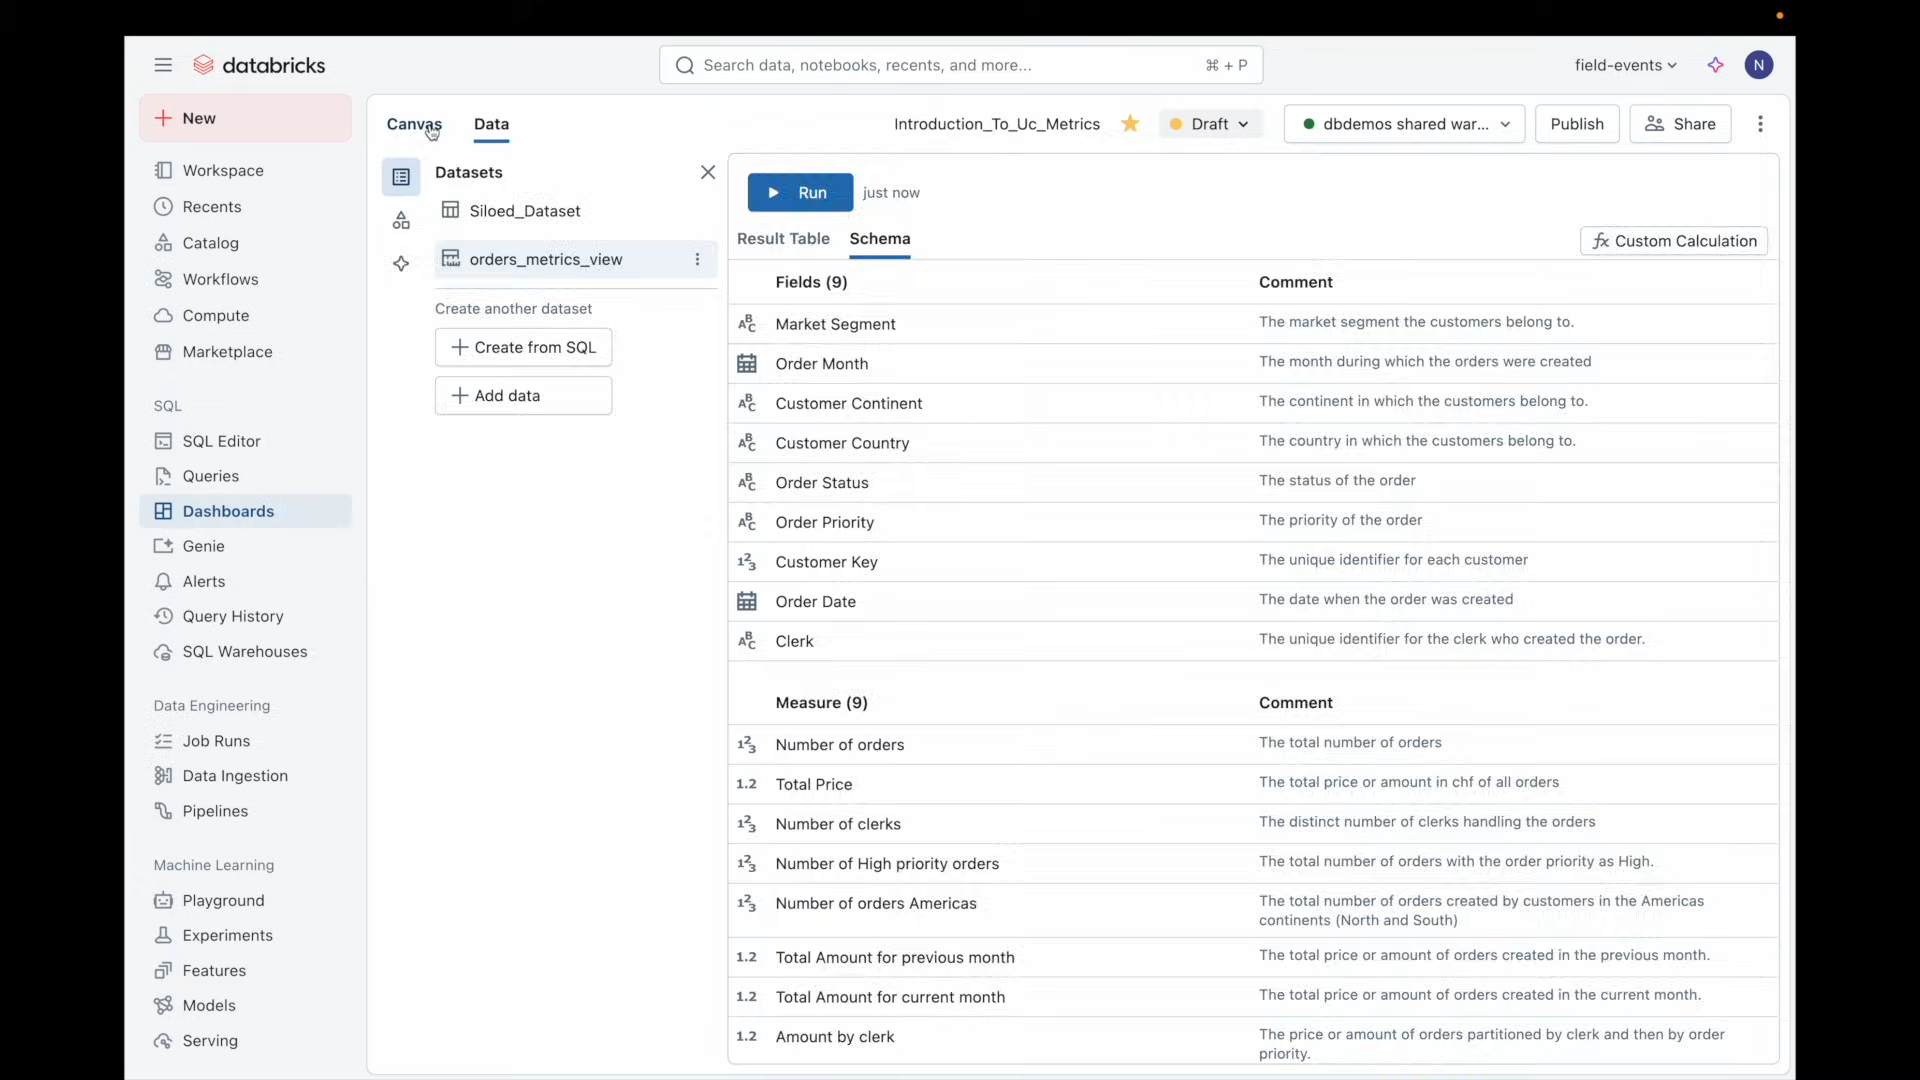 databricks
Search data, notebooks, recents, and more...
⌘ + P
field-events
N
New
Workspace
Recents
Catalog
Workflows
Compute
Marketplace
SQL
SQL Editor
Queries
Dashboards
Genie
Alerts
Query History
SQL Warehouses
Data Engineering
Job Runs
Data Ingestion
Pipelines
Machine Learning
Playground
Experiments
Features
Models
Serving
Canvas
Data
Introduction_To_Uc_Metrics
Draft
dbdemos shared war...
Publish
Share
Datasets
Siloed_Dataset
orders_metrics_view
Create another dataset
Create from SQL
Add data
Run
just now
Result Table
Schema
fx Custom Calculation
Fields (9) Comment
ABC Market Segment The market segment the customers belong to.
Order Month The month during which the orders were created
ABC Customer Continent The continent in which the customers belong to.
ABC Customer Country The country in which the customers belong to.
ABC Order Status The status of the order
ABC Order Priority The priority of the order
123 Customer Key The unique identifier for each customer
Order Date The date when the order was created
ABC Clerk The unique identifier for the clerk who created the order.
Measure (9) Comment
123 Number of orders The total number of orders
1.2 Total Price The total price or amount in chf of all orders
123 Number of clerks The distinct number of clerks handling the orders
123 Number of High priority orders The total number of orders with the order priority as High.
123 Number of orders Americas The total number of orders created by customers in the Americas
continents (North and South)
1.2 Total Amount for previous month The total price or amount of orders created in the previous month.
1.2 Total Amount for current month The total price or amount of orders created in the current month.
1.2 Amount by clerk The price or amount of orders partitioned by clerk and then by order
priority.